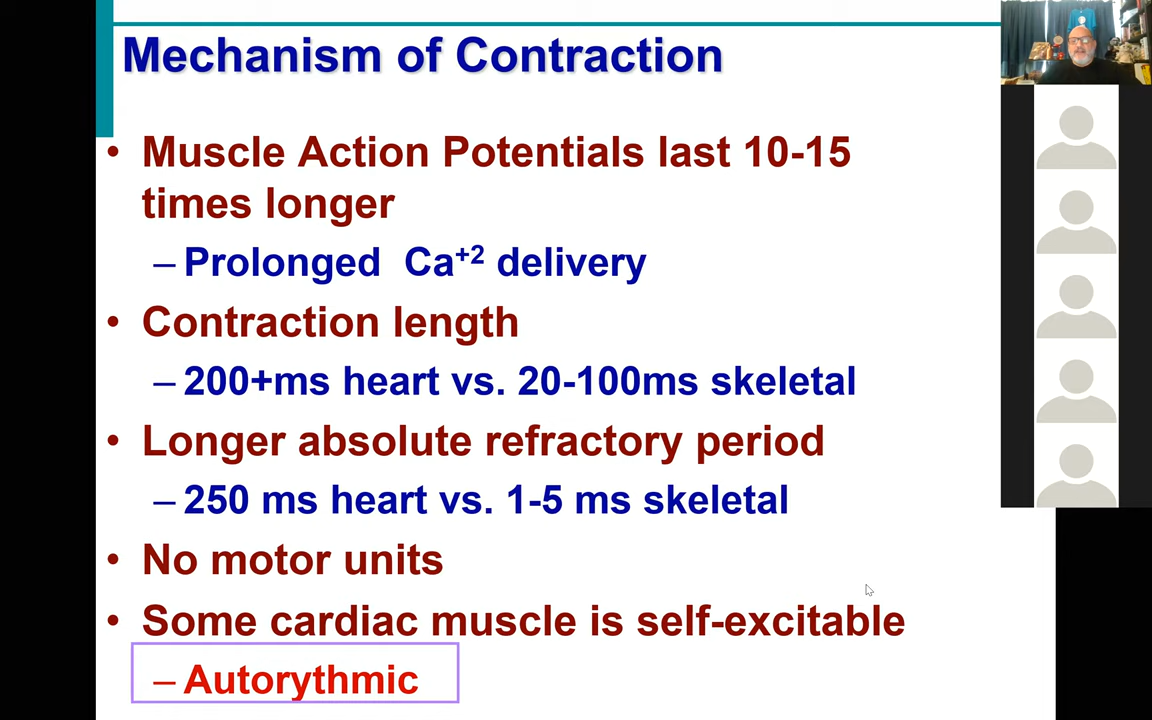 Mechanism of Contraction
• Muscle Action Potentials last 10-15
times longer
– Prolonged Ca+2 delivery
• Contraction length
– 200+ms heart vs. 20-100ms skeletal
• Longer absolute refractory period
– 250 ms heart vs. 1-5 ms skeletal
• No motor units
• Some cardiac muscle is self-excitable
– Autorythmic